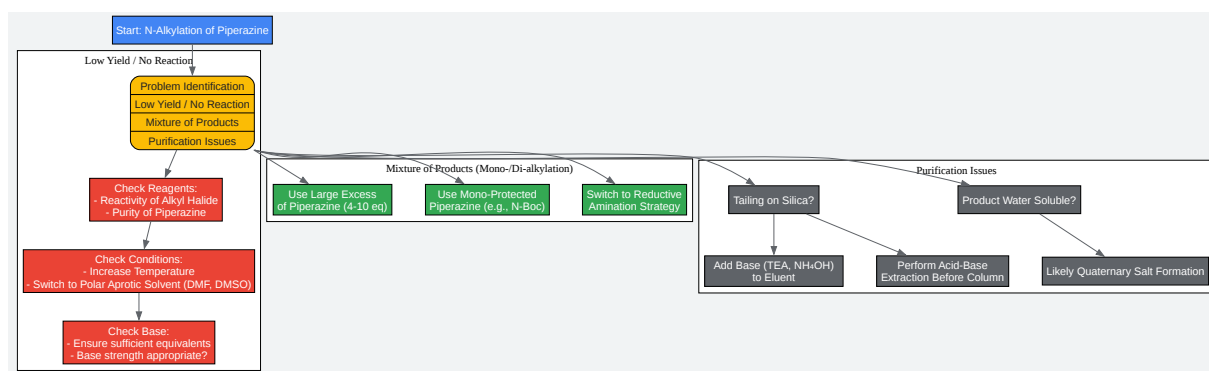 Start: N-Alkylation of Piperazine
Low Yield / No Reaction
Problem Identification
Low Yield / No Reaction
Mixture of Products
Purification Issues
Check Reagents:
- Reactivity of Alkyl Halide
- Purity of Piperazine
Check Conditions:
- Increase Temperature
- Switch to Polar Aprotic Solvent (DMF, DMSO)
Check Base:
- Ensure sufficient equivalents
- Base strength appropriate?
Mixture of Products (Mono-/Di-alkylation)
Use Large Excess
of Piperazine (4-10 eq)
Use Mono-Protected
Piperazine (e.g., N-Boc)
Switch to Reductive
Amination Strategy
Purification Issues
Tailing on Silica?
Product Water Soluble?
Add Base (TEA, NH₄OH)
to Eluent
Perform Acid-Base
Extraction Before Column
Likely Quaternary Salt Formation